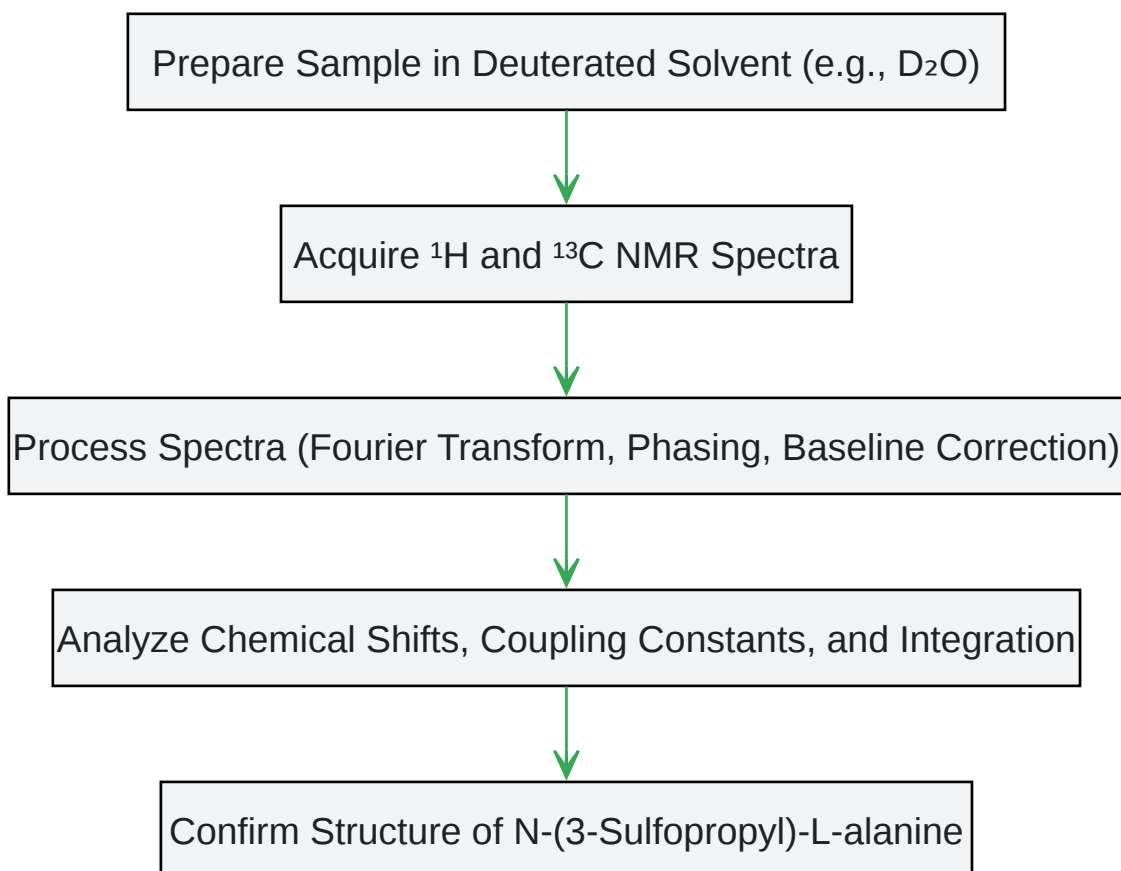 Prepare Sample in Deuterated Solvent (e.g., D₂O)
Acquire ¹H and ¹³C NMR Spectra
Process Spectra (Fourier Transform, Phasing, Baseline Correction)
Analyze Chemical Shifts, Coupling Constants, and Integration
Confirm Structure of N-(3-Sulfopropyl)-L-alanine